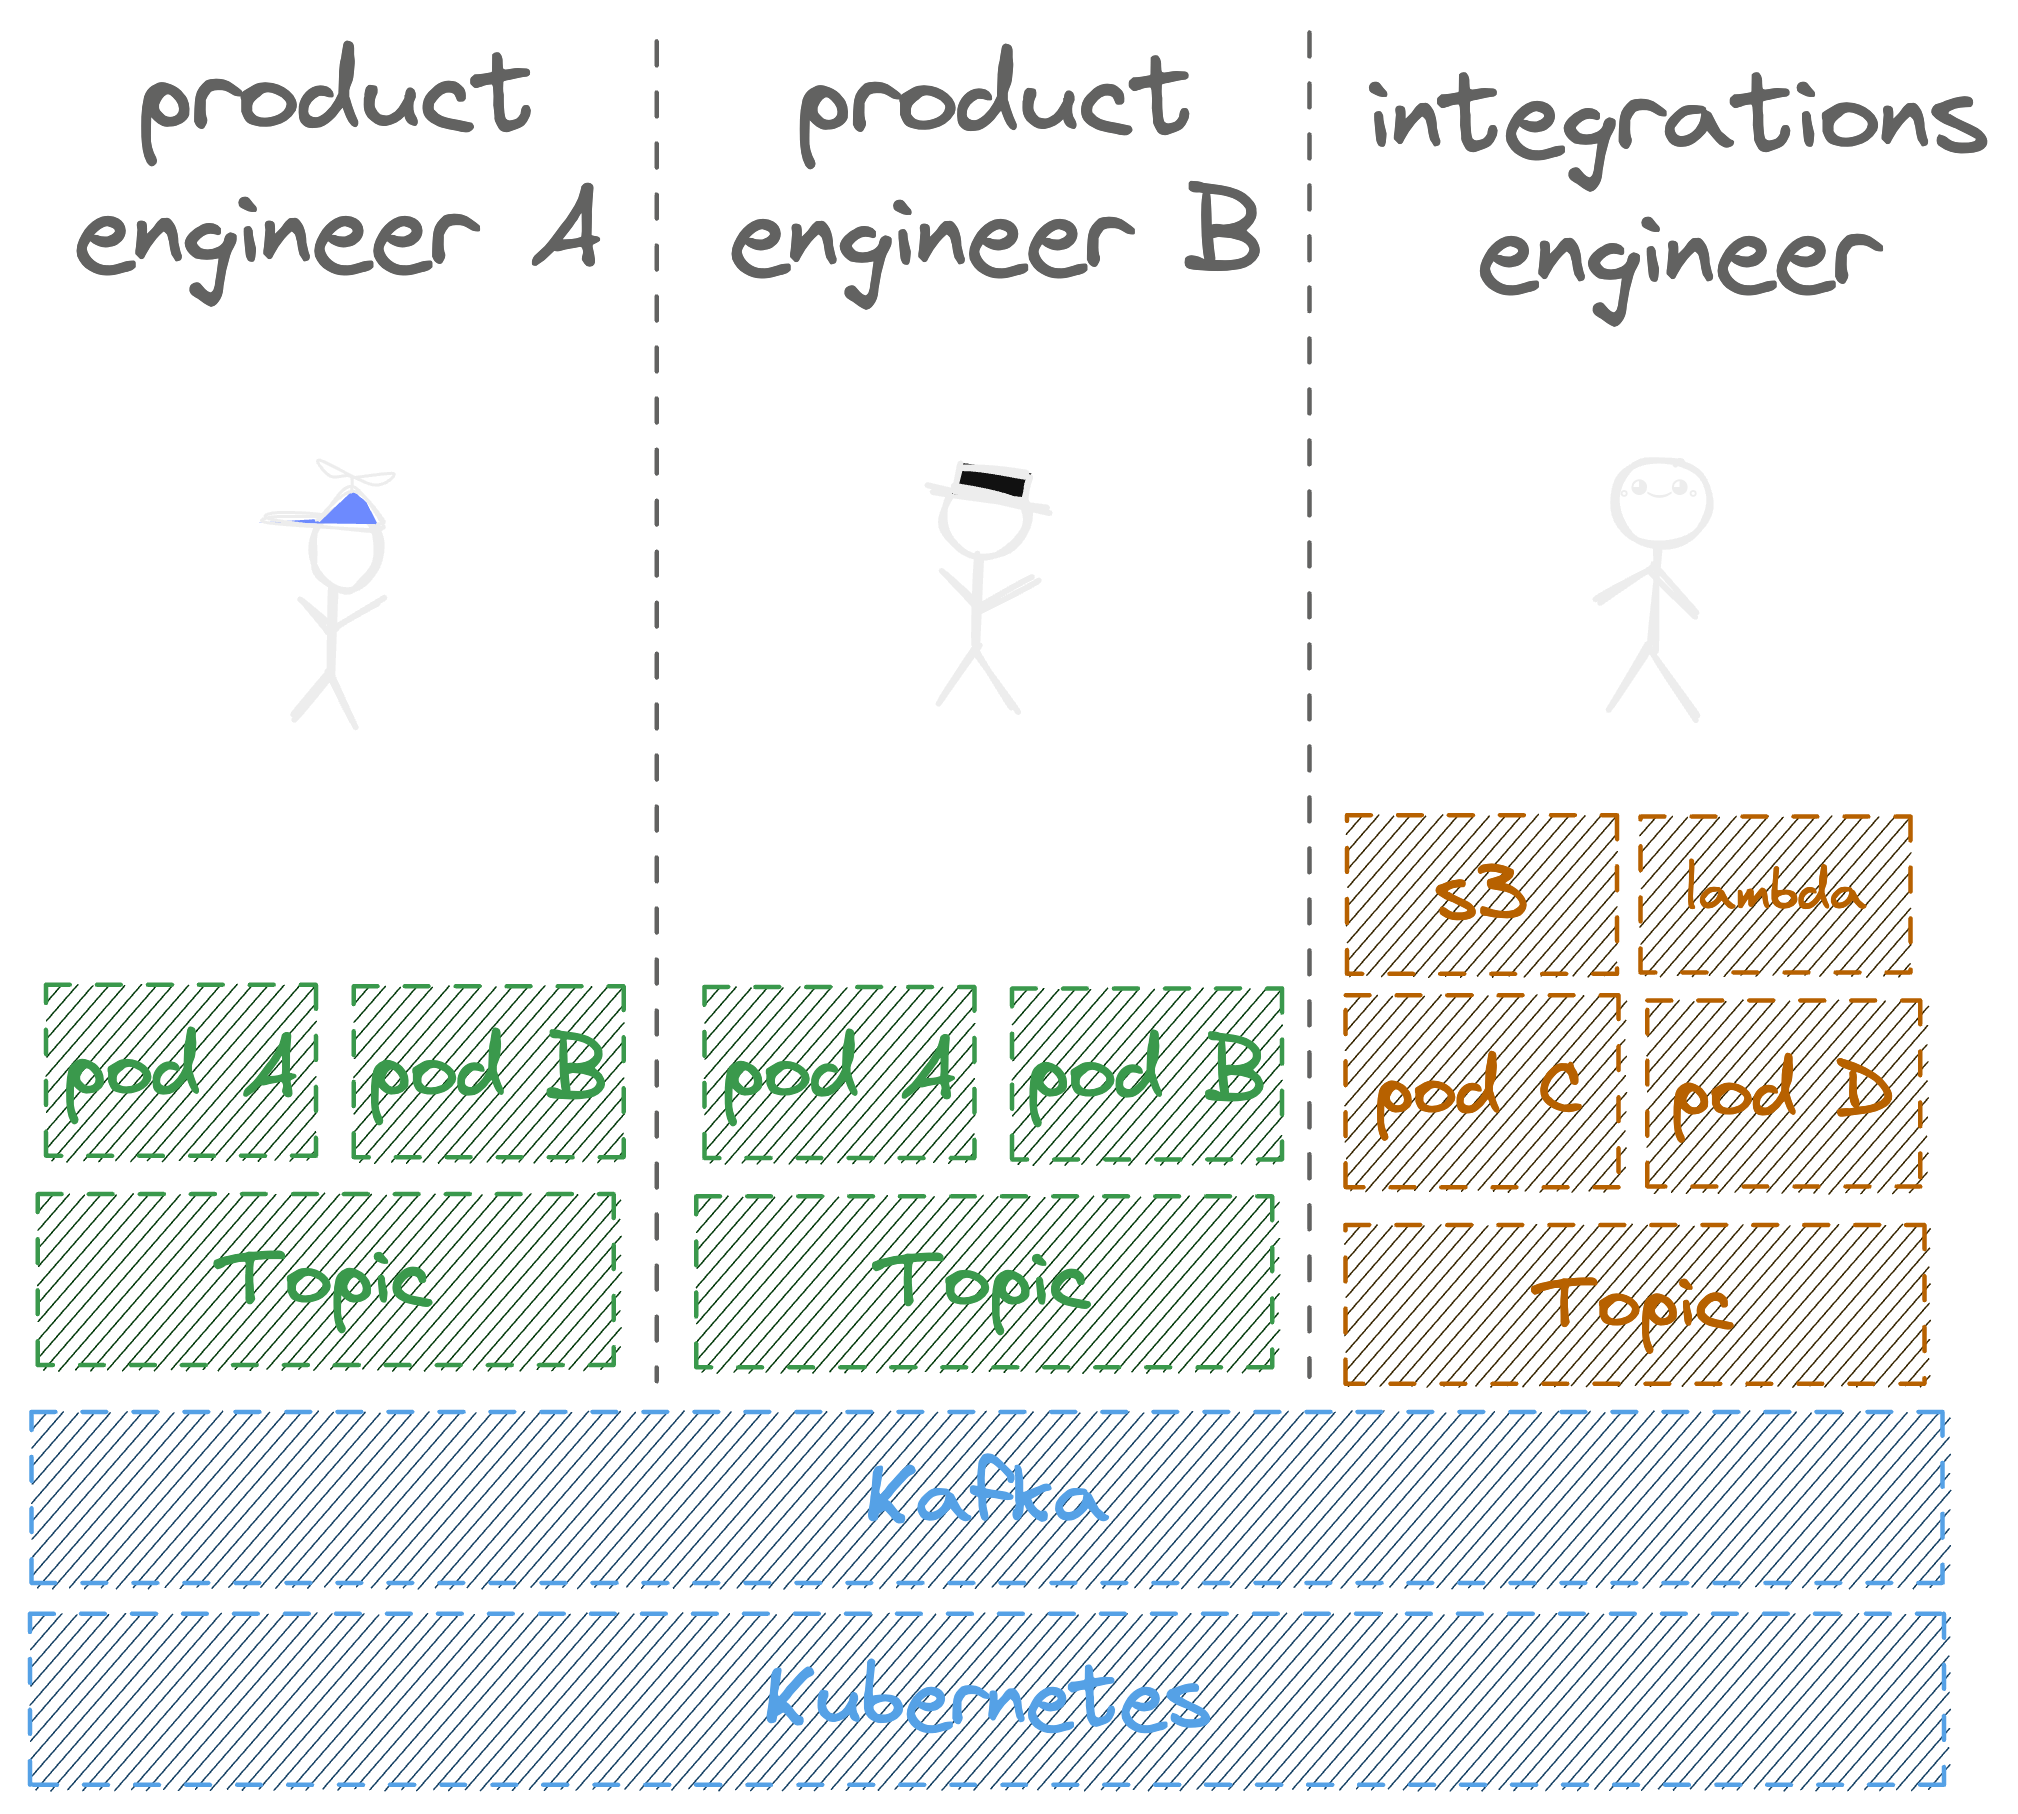 product
engineer A
product
engineer B
integrations
engineer
s3
lambda
pod A
pod B
pod A
pod B
pod C
pod D
Topic
Topic
Topic
Kafka
Kubernetes